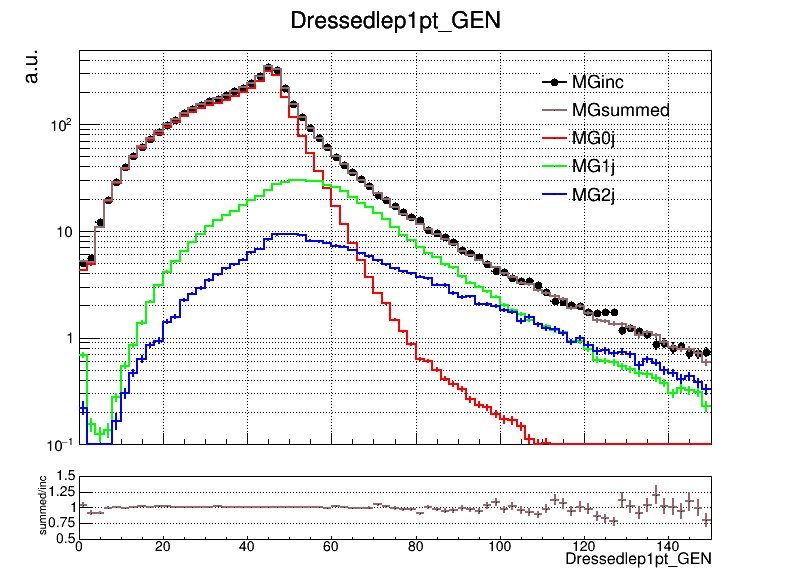 Dressedlep1pt_GEN
a.u.
MGinc
MGsummed
MG0j
MG1j
MG2j
10²
10
1
10⁻¹
summed/inc
1.5
1.25
1
0.75
0.5
0 20 40 60 80 100 120 140
Dressedlep1pt_GEN